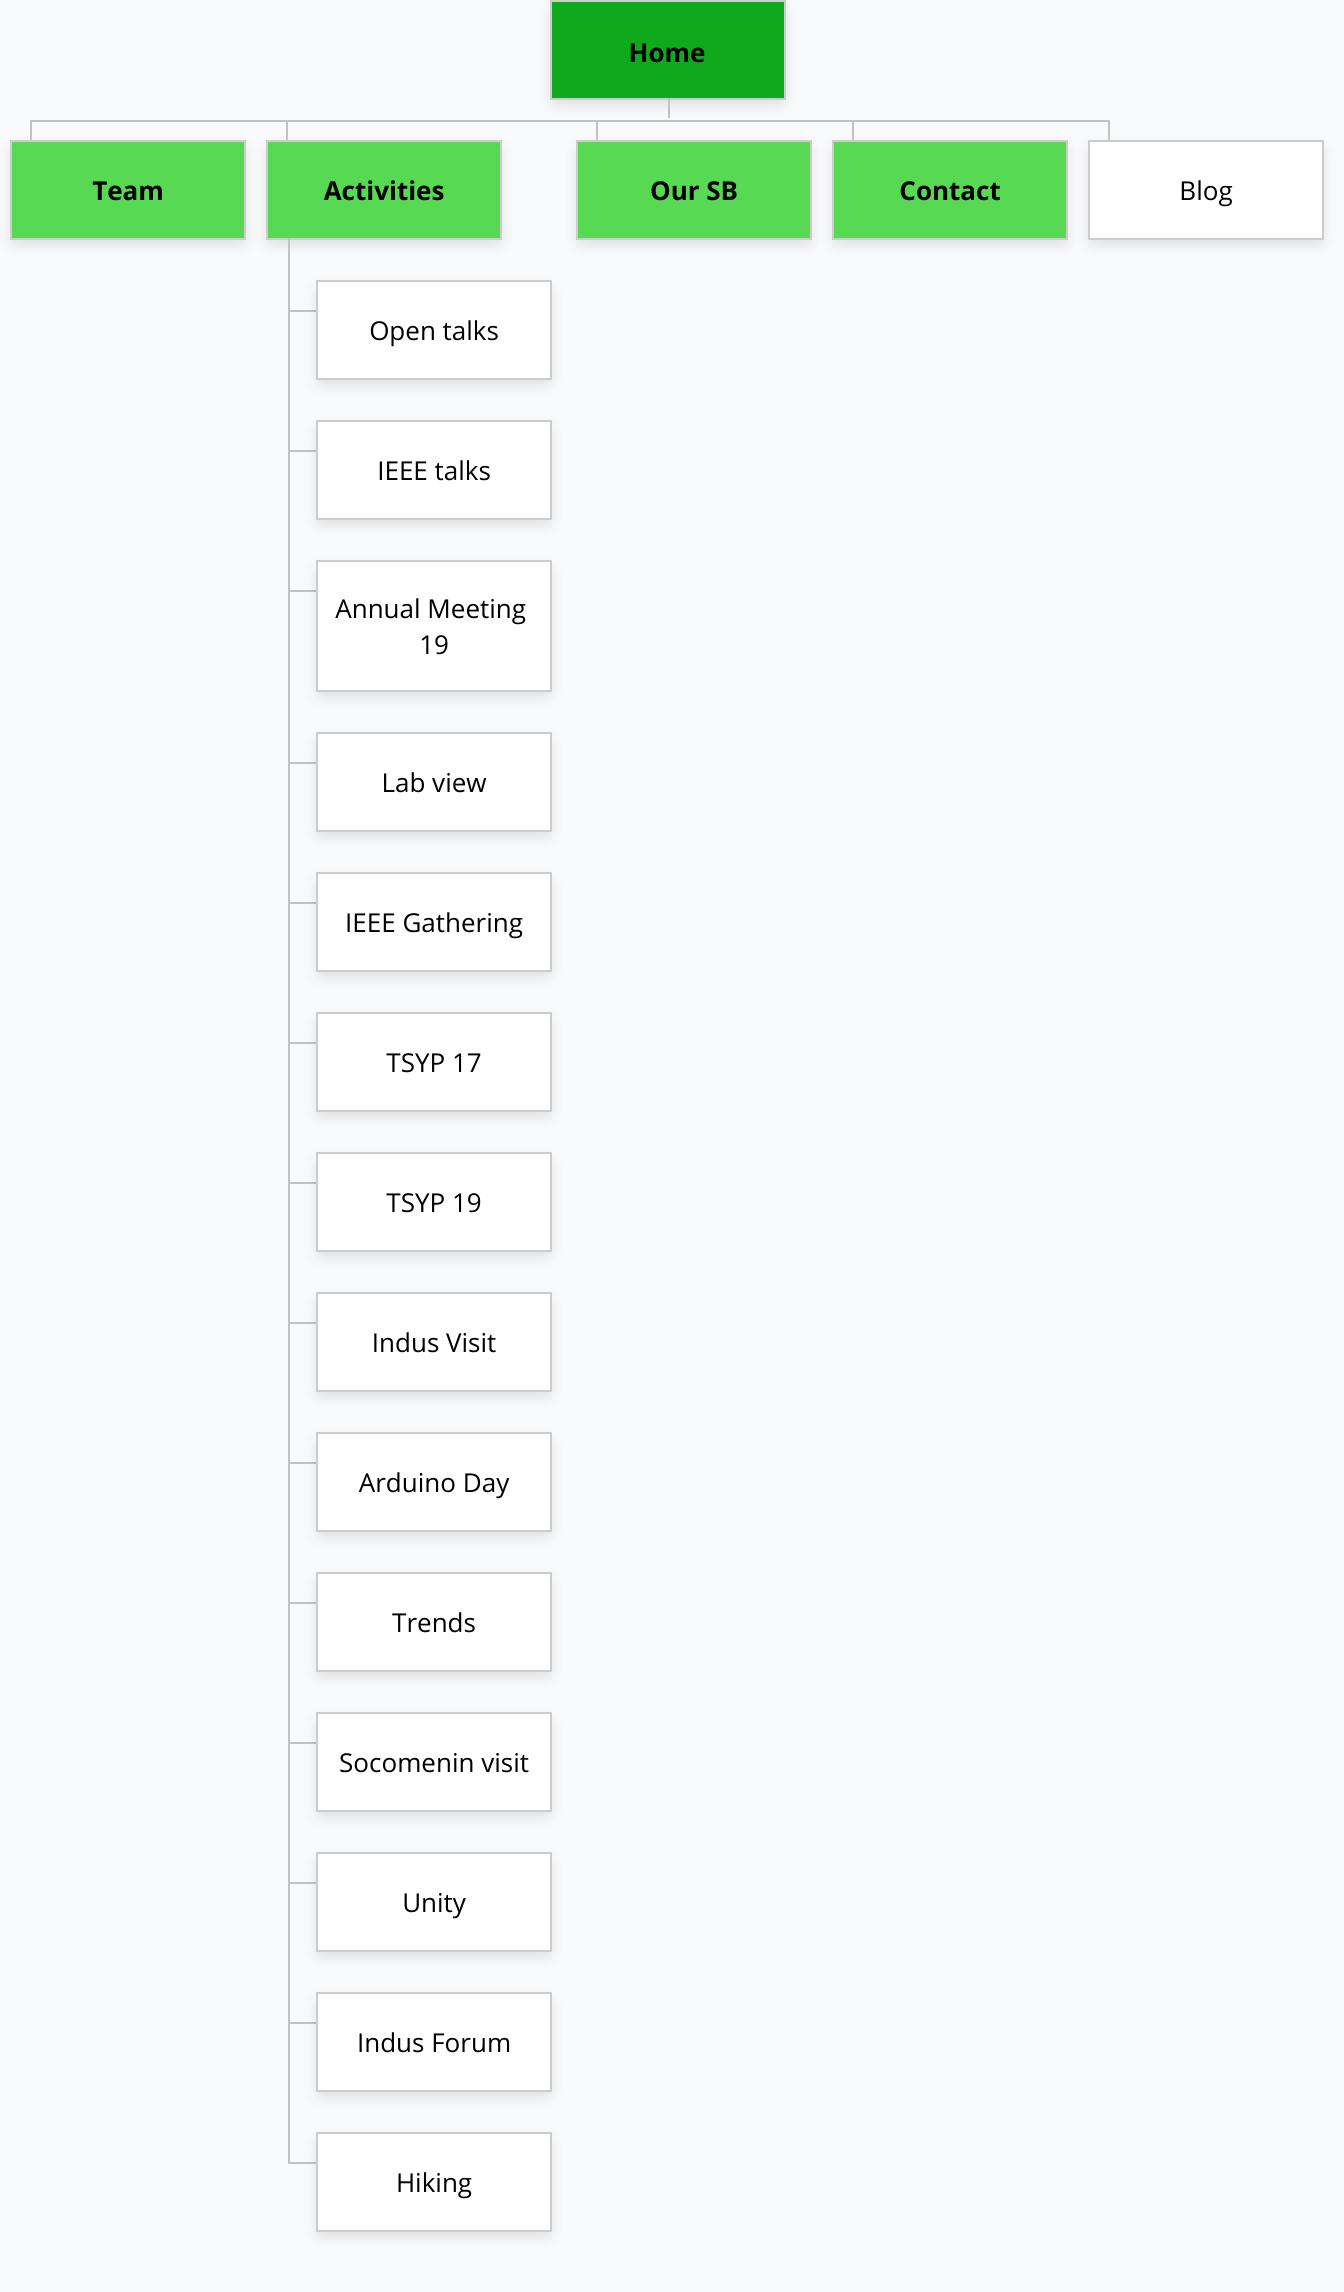 Home
Team
Activities
Our SB
Contact
Blog
Open talks
IEEE talks
Annual Meeting
19
Lab view
IEEE Gathering
TSYP 17
TSYP 19
Indus Visit
Arduino Day
Trends
Socomenin visit
Unity
Indus Forum
Hiking